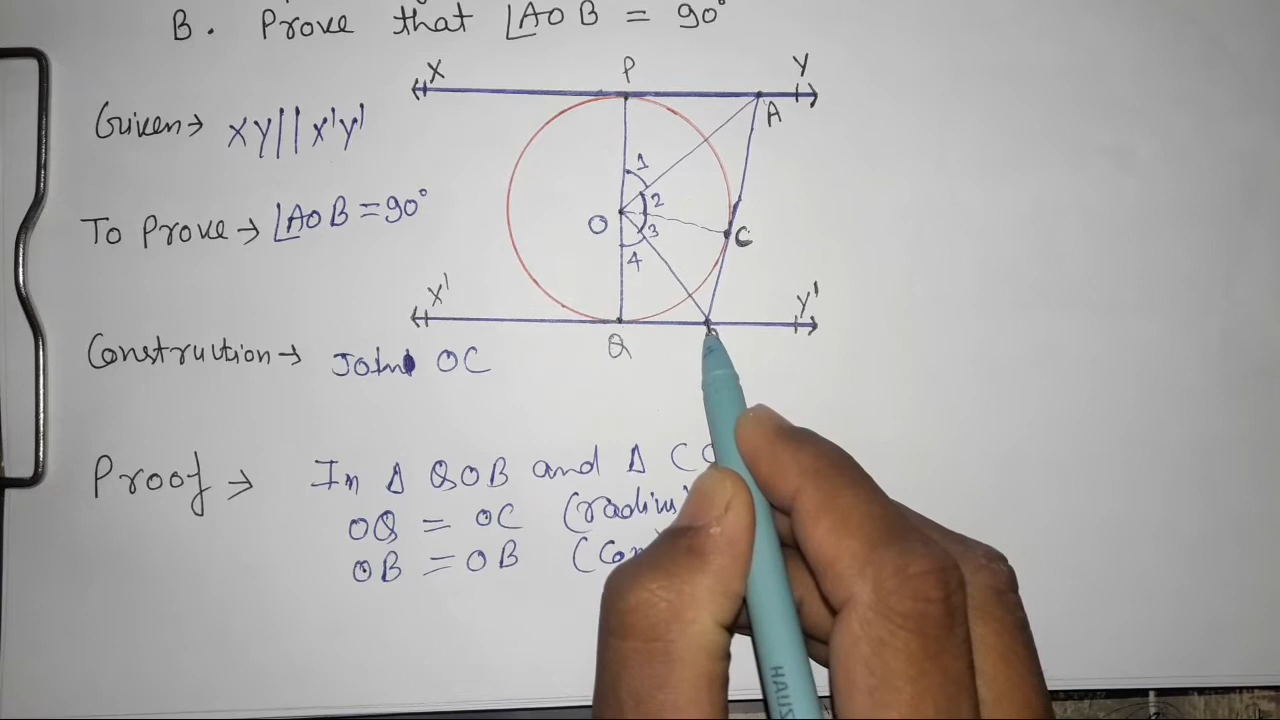 B. Prove that ∠AOB = 90°
X P Y
A
Given → XY || X'Y'
1
2
To Prove → ∠AOB = 90°
O 3 C
4
X' Y'
Q
Construction → Join OC
Proof → In Δ QOB and Δ
OQ = OC (radius)
OB = OB